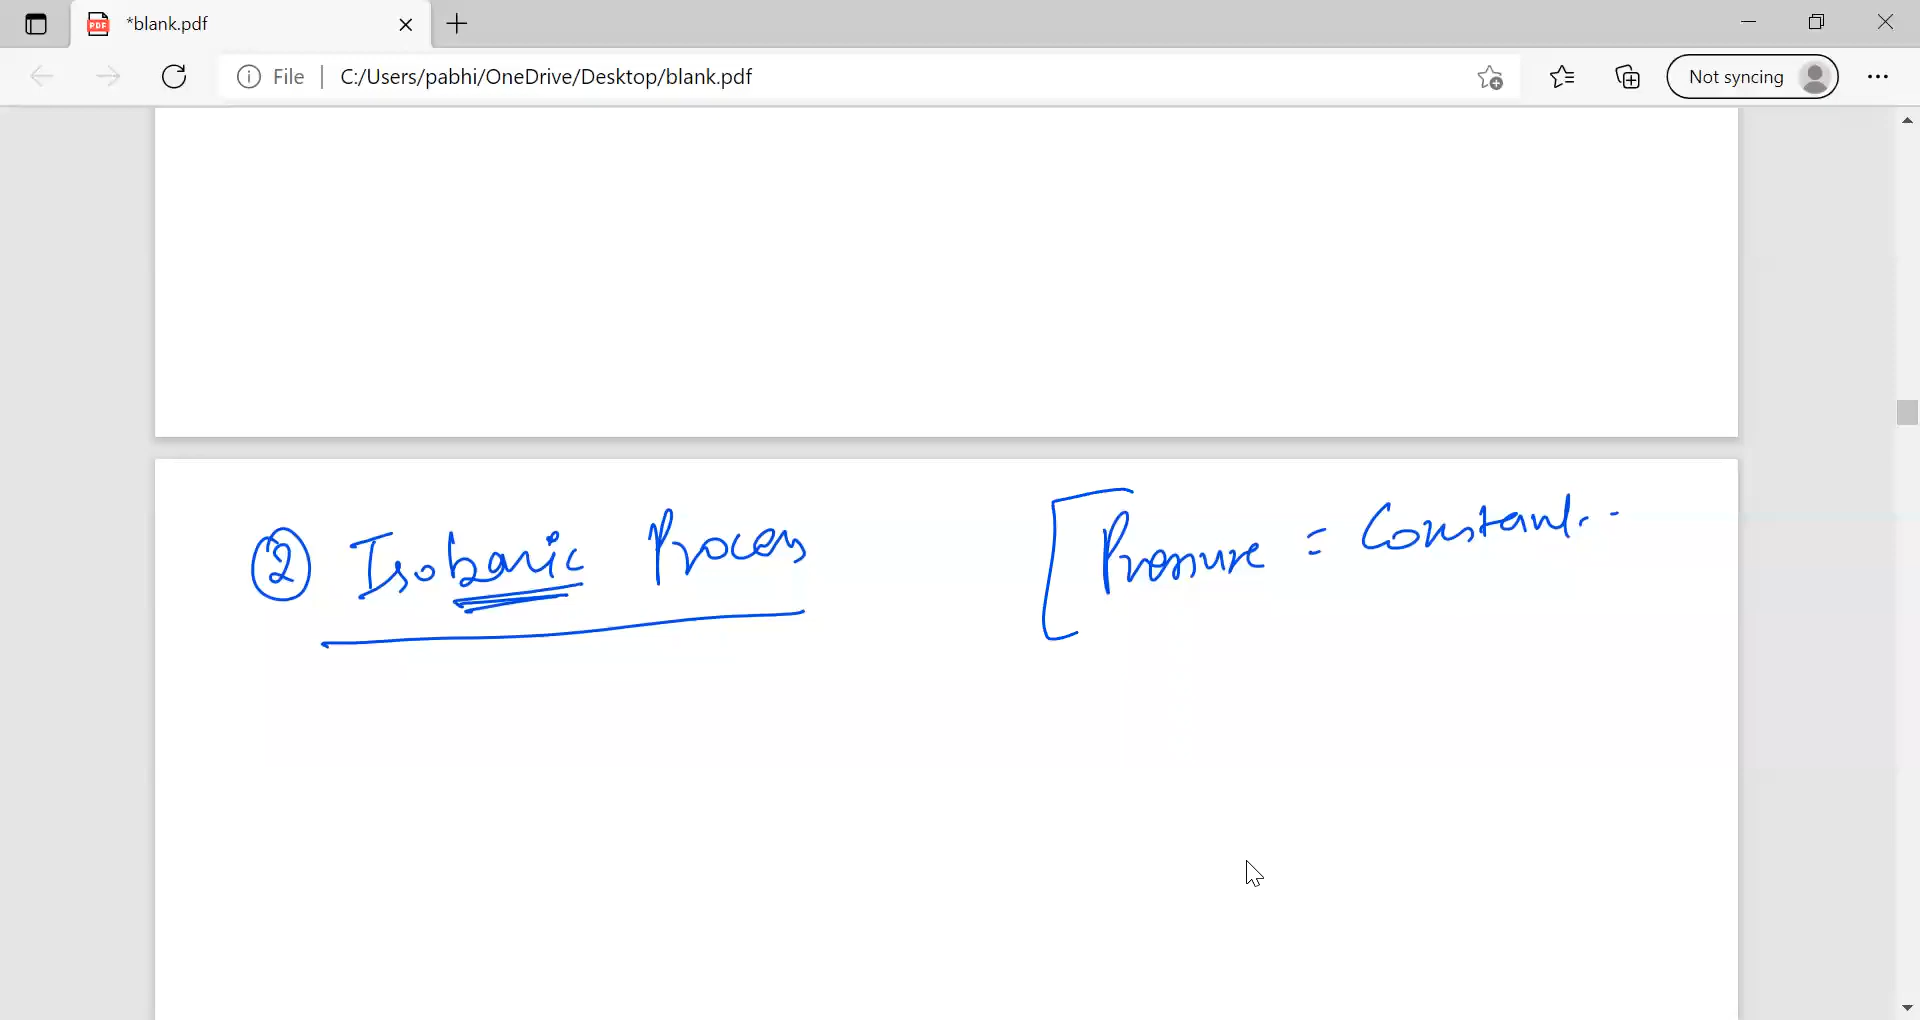 *blank.pdf
File | C:/Users/pabhi/OneDrive/Desktop/blank.pdf
Not syncing
② Isobaric Process [Pressure = Constant..